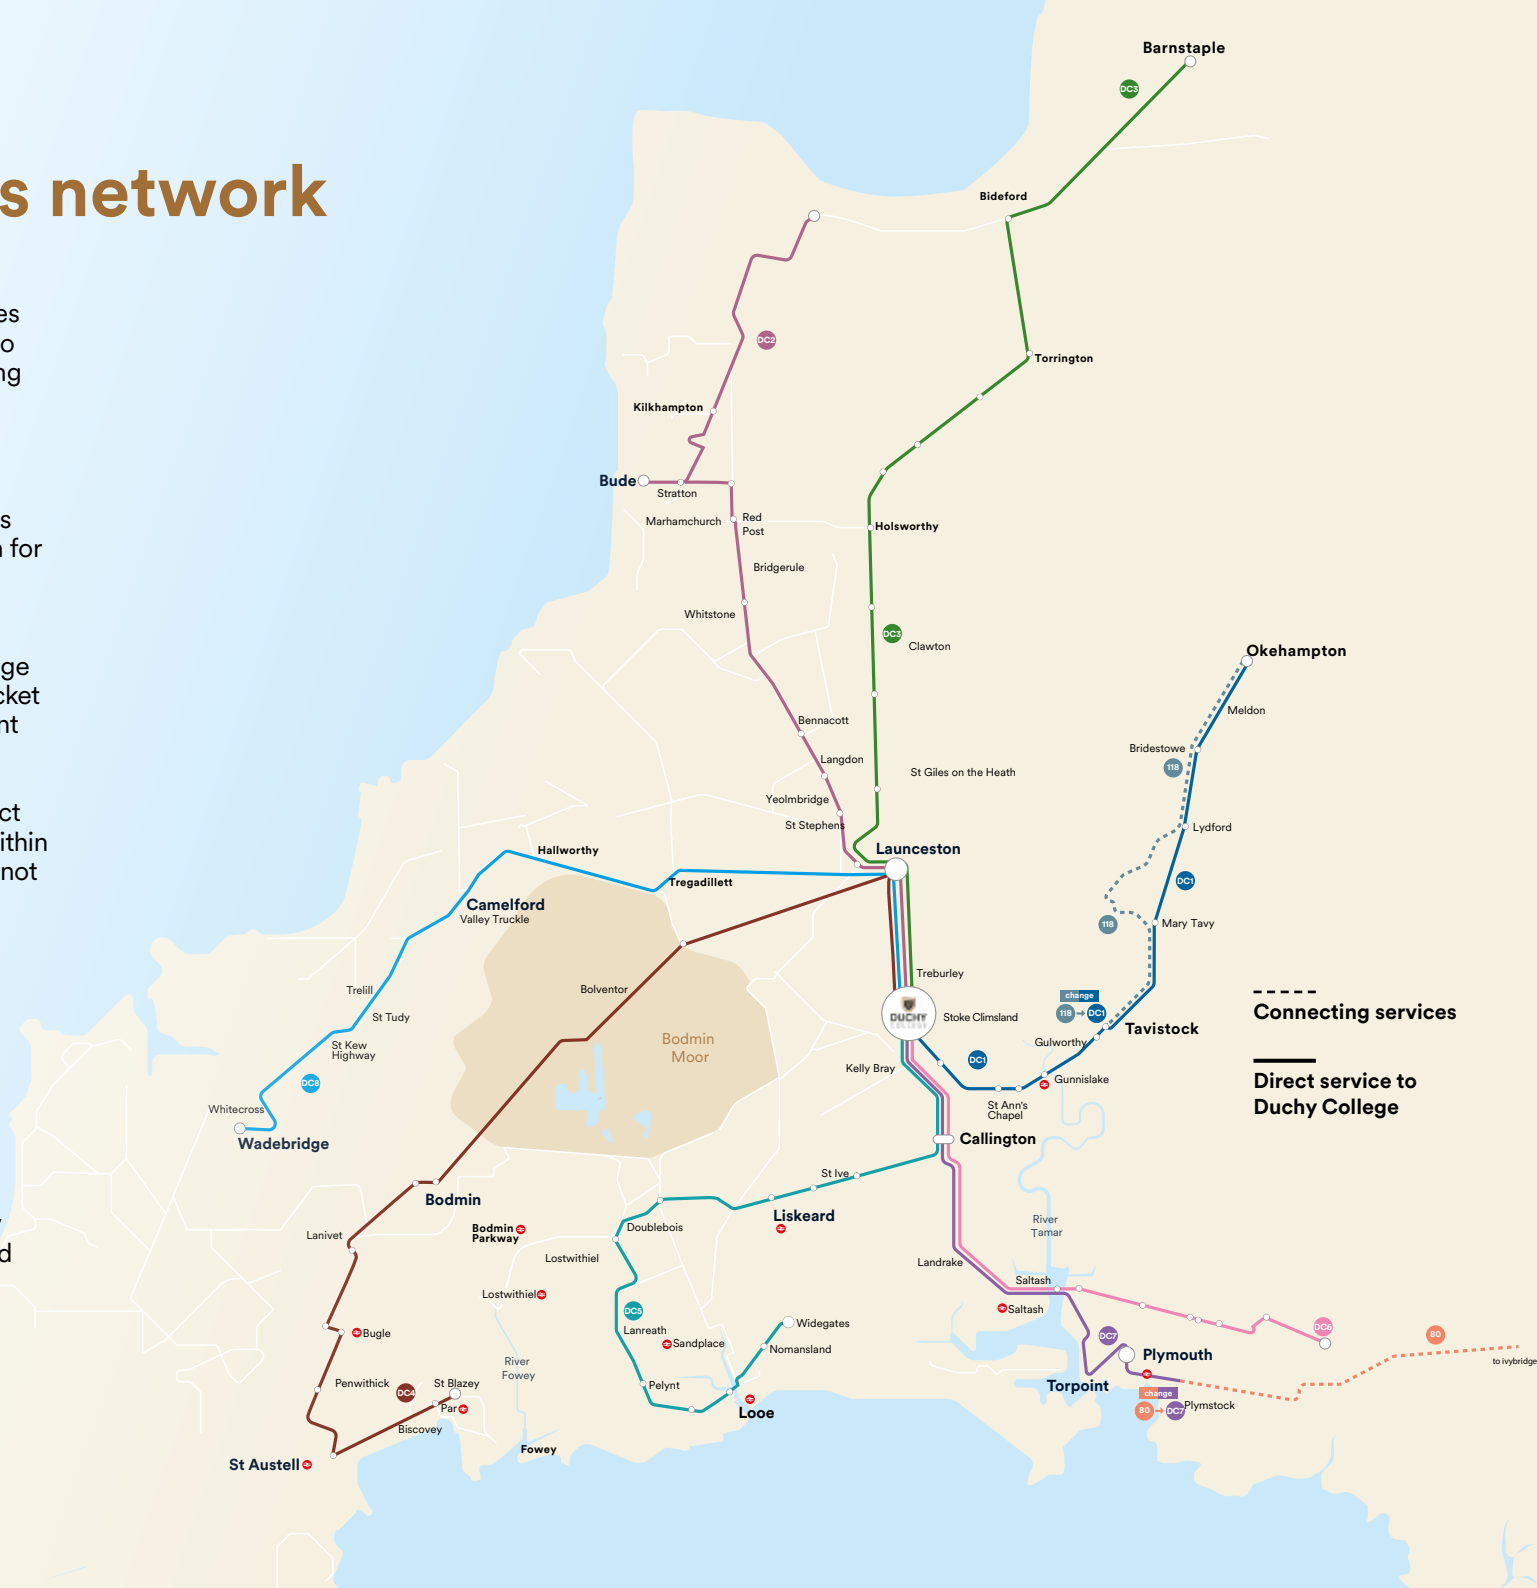 s network
es
o
ng
s
n for
ge
cket
nt
ct
ithin
not
d
Barnstaple
DC3
Bideford
DC2
Torrington
Kilkhampton
Bude
Stratton
Marhamchurch
Red
Post
Holsworthy
Bridgerule
Whitstone
DC3
Clawton
Okehampton
Meldon
Bennacott
Bridestowe
Langdon
118
St Giles on the Heath
Yeolmbridge
St Stephens
Lydford
Launceston
Hallworthy
Tregadillett
DC1
Camelford
Valley Truckle
118
Mary Tavy
Treburley
Bolventor
Trelill
change
118 → DC1
DUCHY
COLLEGE
Stoke Climsland
St Tudy
Tavistock
Connecting services
Gulworthy
St Kew
Highway
Bodmin
Moor
DC1
Kelly Bray
Gunnislake
Direct service to
Duchy College
DC8
Whitecross
St Ann's
Chapel
Wadebridge
Callington
St Ive
Bodmin
Liskeard
Bodmin
Parkway
Doublebois
River
Tamar
Lanivet
Lostwithiel
Landrake
Saltash
Lostwithiel
Saltash
DC5
Lanreath
Widegates
Bugle
Sandplace
Nomansland
DC7
DC6
80
Plymouth
to ivybridge
River
Fowey
Penwithick
DC4
St Blazey
Pelynt
Torpoint
change
80 → DC7
Plymstock
Par
Looe
Biscovey
Fowey
St Austell